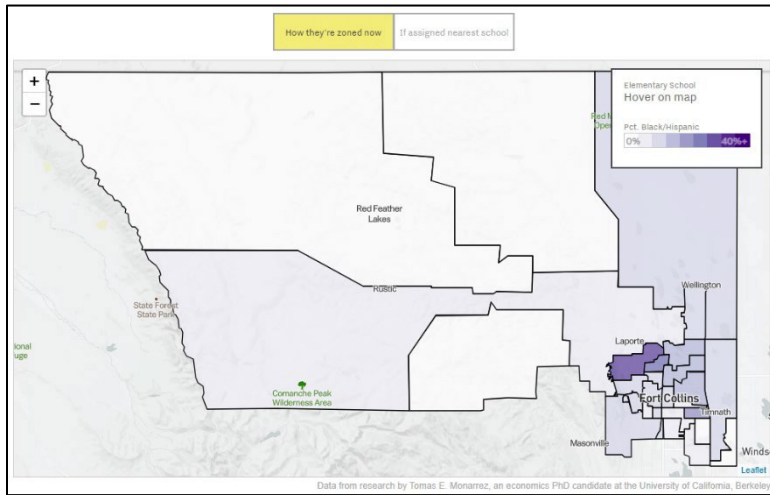 How they're zoned now
If assigned nearest school
+
−
Elementary School
Hover on map
Pct. Black/Hispanic
0%
40%+
Red Feather
Lakes
Rustic
Wellington
State Forest
State Park
Laporte
Comanche Peak
Wilderness Area
Fort Collins
Timnath
Masonville
Windso
Leaflet
Data from research by Tomas E. Monarrez, an economics PhD candidate at the University of California, Berkeley